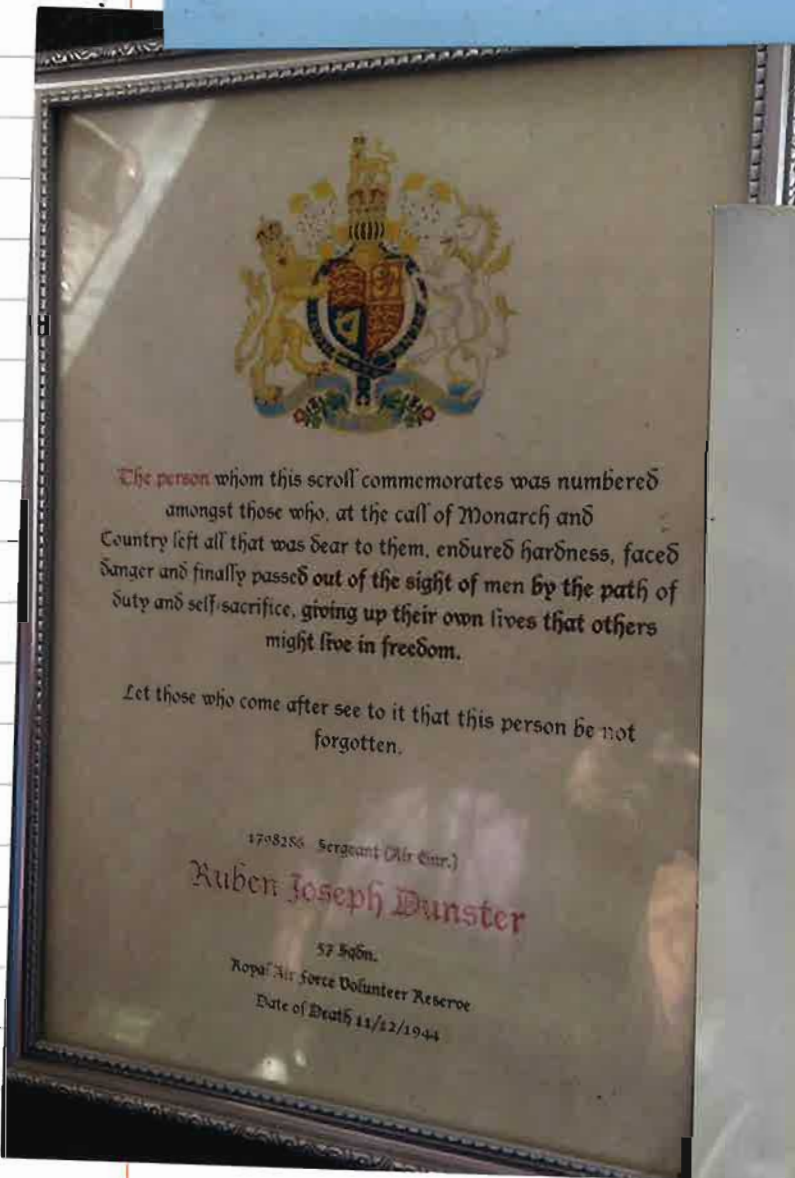 The person whom this scroll commemorates was numbered
amongst those who, at the call of Monarch and
Country left all that was dear to them, endured hardness, faced
danger and finally passed out of the sight of men by the path of
duty and self-sacrifice, giving up their own lives that others
might live in freedom.
Let those who come after see to it that this person be not
forgotten.
1798286 Sergeant (Air Gnr.)
Ruben Joseph Dunster
57 Sqdn.
Royal Air Force Volunteer Reserve
Date of Death 11/12/1944